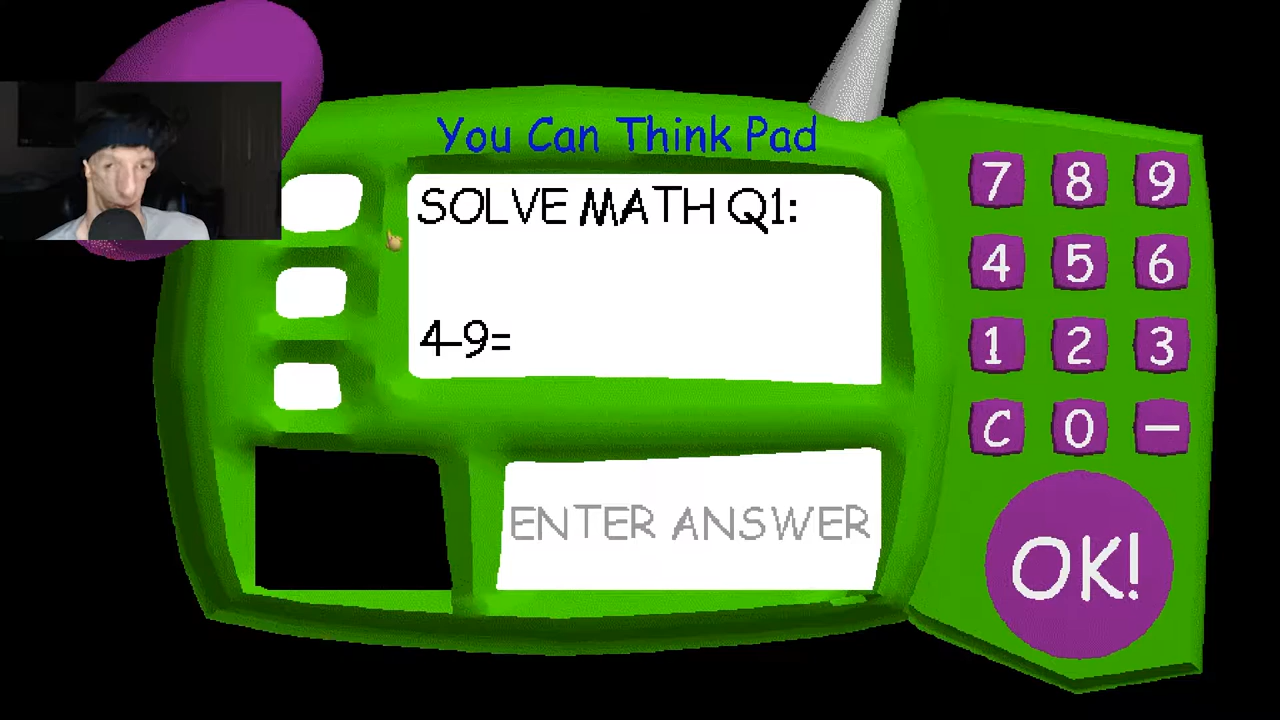 You Can Think Pad
SOLVE MATH Q1:
4-9=
ENTER ANSWER
7 8 9
4 5 6
1 2 3
C 0 —
OK!